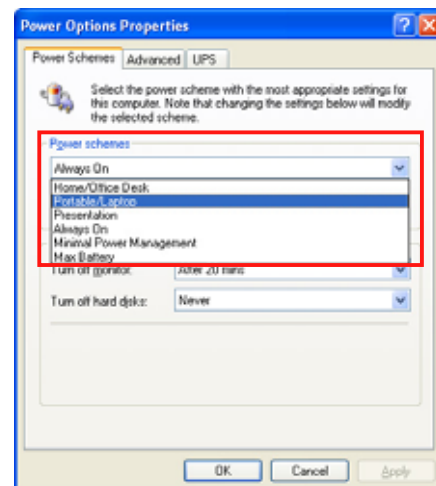 Power Options Properties
Power Schemes Advanced UPS
Select the power scheme with the most appropriate settings for
this computer. Note that changing the settings below will modify
the selected scheme.
Power schemes
Always On
Home/Office Desk
Portable/Laptop
Presentation
Always On
Minimal Power Management
Max Battery
Turn off monitor: After 20 mins
Turn off hard disks: Never
OK Cancel Apply